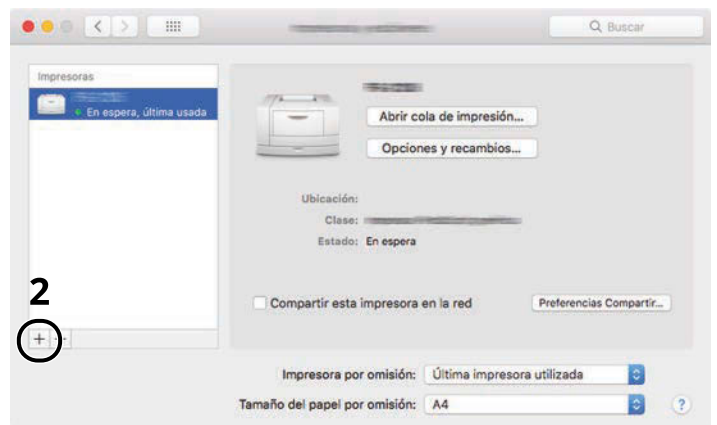 Buscar
Impresoras
En espera, última usada
Abrir cola de impresión...
Opciones y recambios...
Ubicación:
Clase:
Estado: En espera
2
Compartir esta impresora en la red
Preferencias Compartir...
+ −
Impresora por omisión: Última impresora utilizada
Tamaño del papel por omisión: A4
?